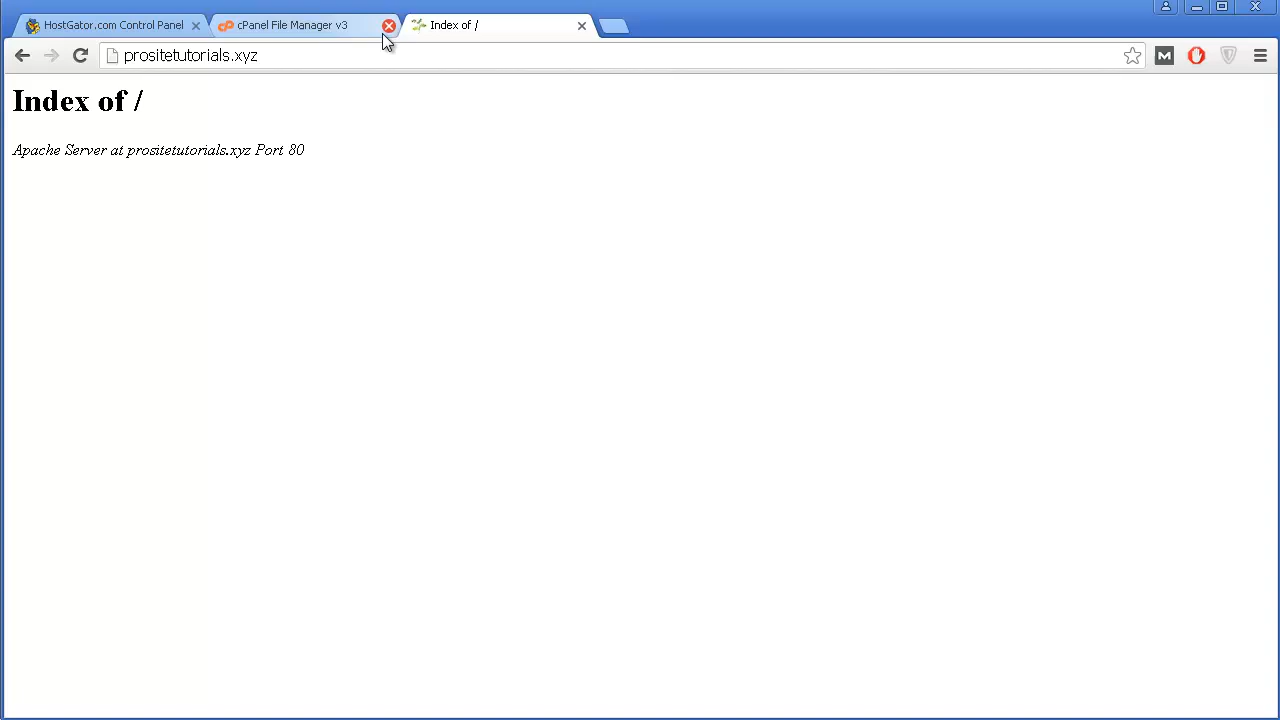 HostGator.com Control Panel
cPanel File Manager v3
Index of /
prositetutorials.xyz
Index of /
Apache Server at prositetutorials.xyz Port 80